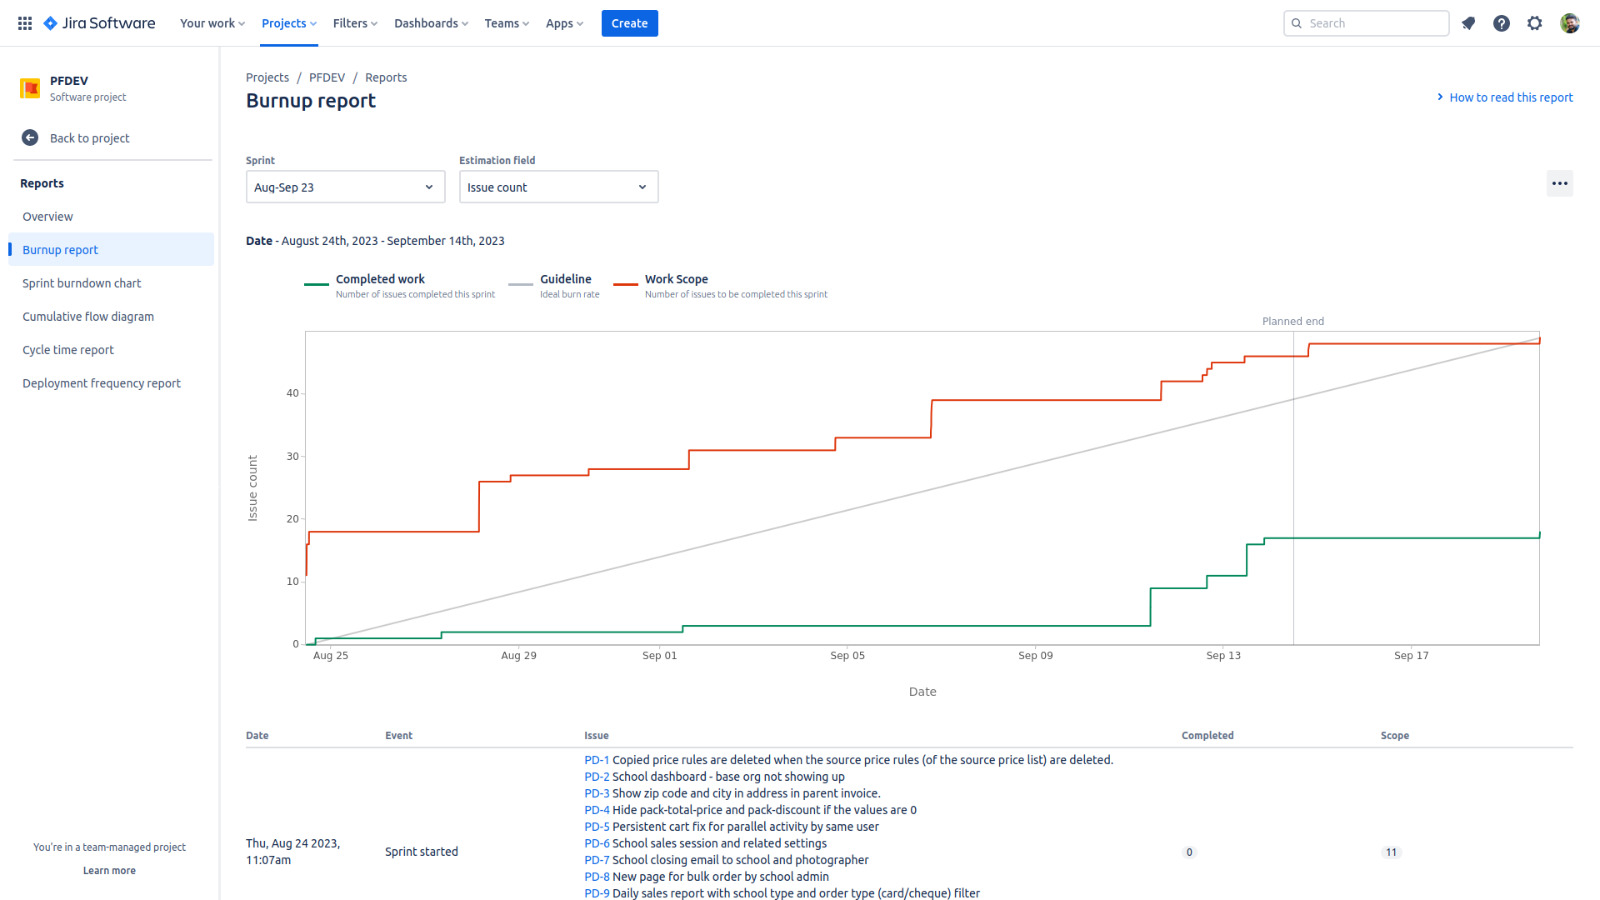 Jira Software
Your work
Projects
Filters
Dashboards
Teams
Apps
Create
Search
PFDEV
Software project
Back to project
Reports
Overview
Burnup report
Sprint burndown chart
Cumulative flow diagram
Cycle time report
Deployment frequency report
You're in a team-managed project
Learn more
Projects / PFDEV / Reports
Burnup report
How to read this report
Sprint
Estimation field
Aug-Sep 23
Issue count
Date - August 24th, 2023 - September 14th, 2023
Completed work
Number of issues completed this sprint
Guideline
Ideal burn rate
Work Scope
Number of issues to be completed this sprint
Planned end
40
30
20
10
0
Issue count
Aug 25
Aug 29
Sep 01
Sep 05
Sep 09
Sep 13
Sep 17
Date
Date
Event
Issue
Completed
Scope
Thu, Aug 24 2023,
11:07am
Sprint started
PD-1 Copied price rules are deleted when the source price rules (of the source price list) are deleted.
PD-2 School dashboard - base org not showing up
PD-3 Show zip code and city in address in parent invoice.
PD-4 Hide pack-total-price and pack-discount if the values are 0
PD-5 Persistent cart fix for parallel activity by same user
PD-6 School sales session and related settings
PD-7 School closing email to school and photographer
PD-8 New page for bulk order by school admin
PD-9 Daily sales report with school type and order type (card/cheque) filter
0
11